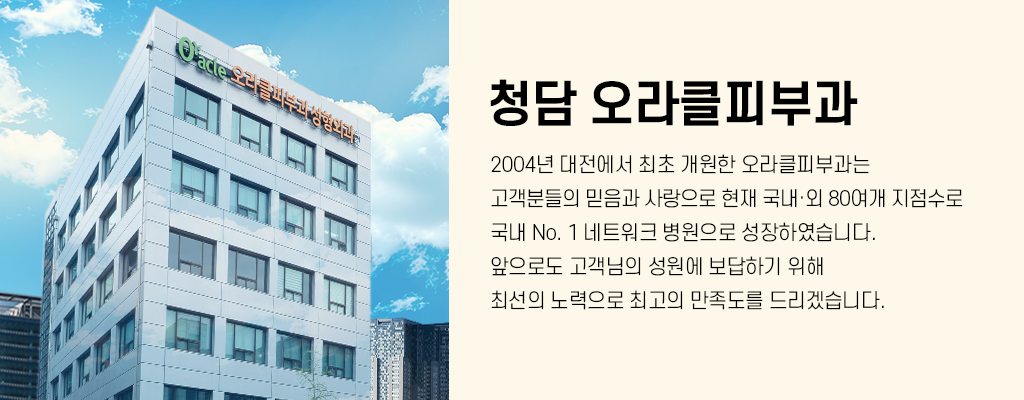 Oracle 오라클피부과 성형외과
청담 오라클피부과
2004년 대전에서 최초 개원한 오라클피부과는
고객분들의 믿음과 사랑으로 현재 국내·외 80여개 지점수로
국내 No. 1 네트워크 병원으로 성장하였습니다.
앞으로도 고객님의 성원에 보답하기 위해
최선의 노력으로 최고의 만족도를 드리겠습니다.